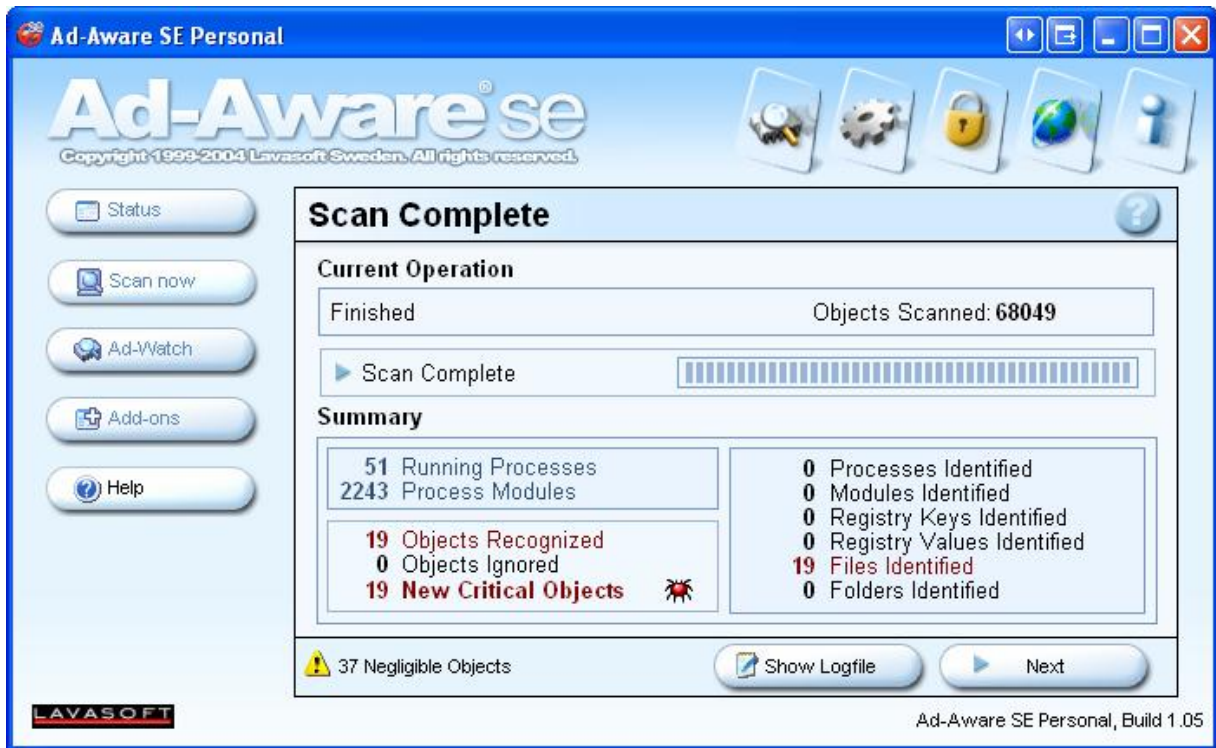 Ad-Aware SE Personal
Ad-Aware® se
Copyright 1999-2004 Lavasoft Sweden. All rights reserved.
Status
Scan now
Ad-Watch
Add-ons
Help
Scan Complete
Current Operation
Finished
Objects Scanned: 68049
Scan Complete
Summary
51 Running Processes
2243 Process Modules
19 Objects Recognized
0 Objects Ignored
19 New Critical Objects
0 Processes Identified
0 Modules Identified
0 Registry Keys Identified
0 Registry Values Identified
19 Files Identified
0 Folders Identified
37 Negligible Objects
Show Logfile
Next
LAVASOFT
Ad-Aware SE Personal, Build 1.05